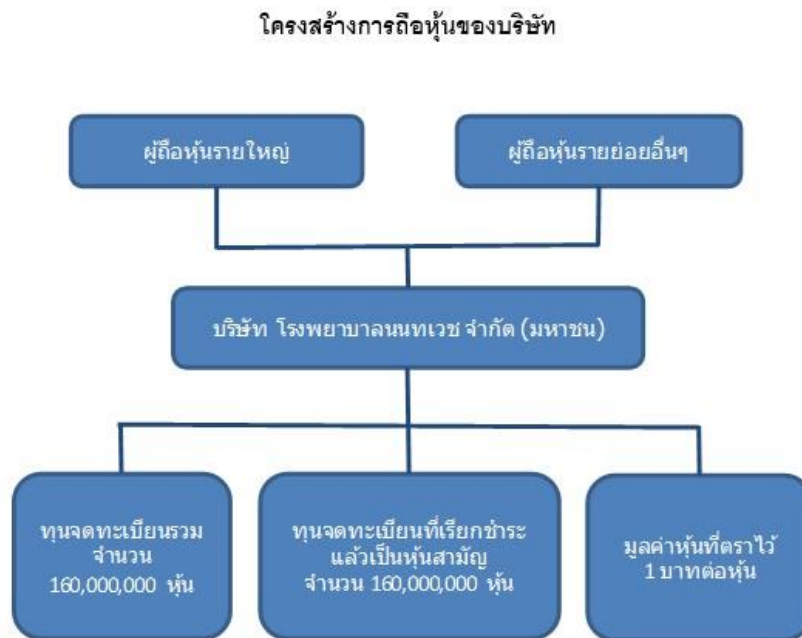 โครงสร้างการถือหุ้นของบริษัท
ผู้ถือหุ้นรายใหญ่
ผู้ถือหุ้นรายย่อยอื่นๆ
บริษัท โรงพยาบาลนนทเวช จำกัด (มหาชน)
ทุนจดทะเบียนรวม
จำนวน
160,000,000 หุ้น
ทุนจดทะเบียนที่เรียกชำระ
แล้วเป็นหุ้นสามัญ
จำนวน 160,000,000 หุ้น
มูลค่าหุ้นที่ตราไว้
1 บาทต่อหุ้น